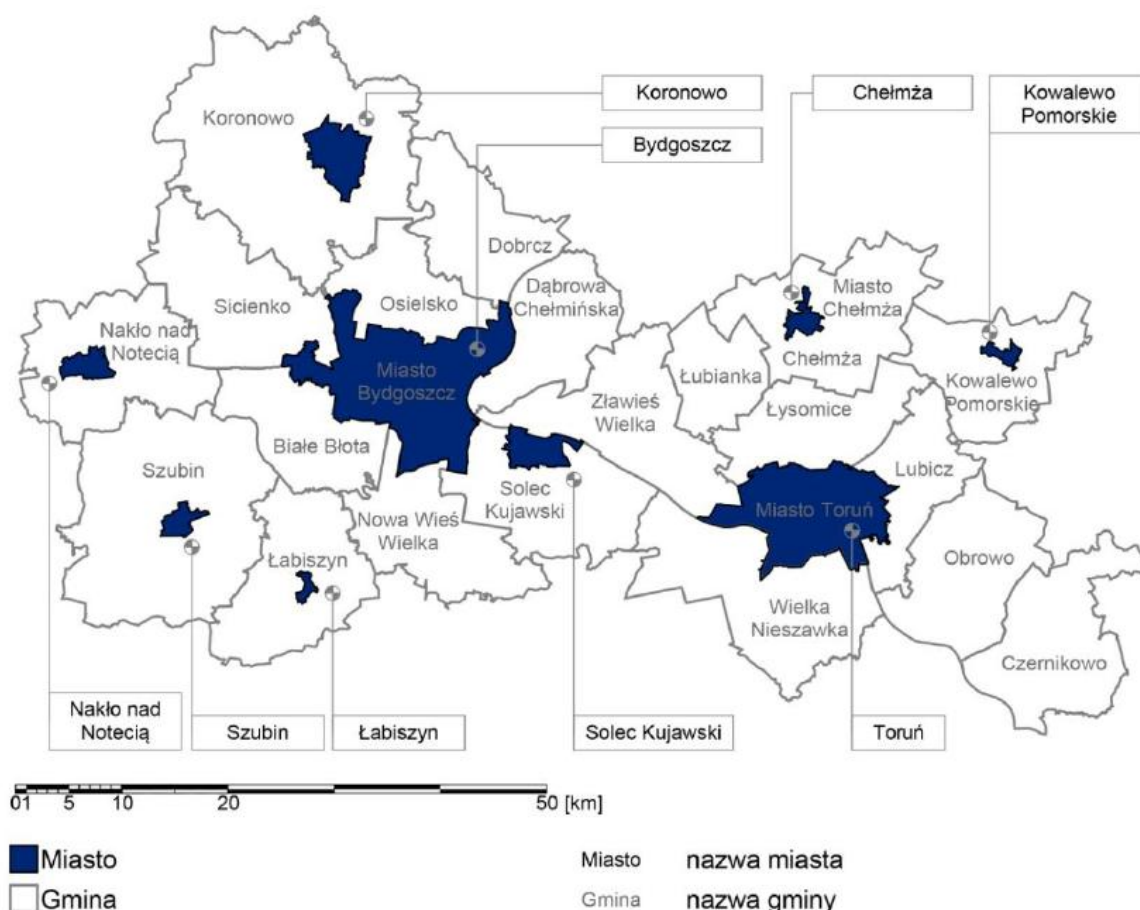 Koronowo
Chełmża
Kowalewo
Pomorskie
Bydgoszcz
Koronowo
Dobrcz
Sicienko
Osielsko
Dąbrowa
Chełmińska
Miasto
Chełmża
Nakło nad
Notecią
Miasto
Bydgoszcz
Chełmża
Łubianka
Kowalewo
Pomorskie
Zławieś
Wielka
Łysomice
Białe Błota
Szubin
Solec
Kujawski
Lubicz
Nowa Wieś
Wielka
Miasto Toruń
Łabiszyn
Obrowo
Wielka
Nieszawka
Czernikowo
Nakło nad
Notecią
Szubin
Łabiszyn
Solec Kujawski
Toruń
01 5 10 20 50 [km]
Miasto
Miasto nazwa miasta
Gmina
Gmina nazwa gminy